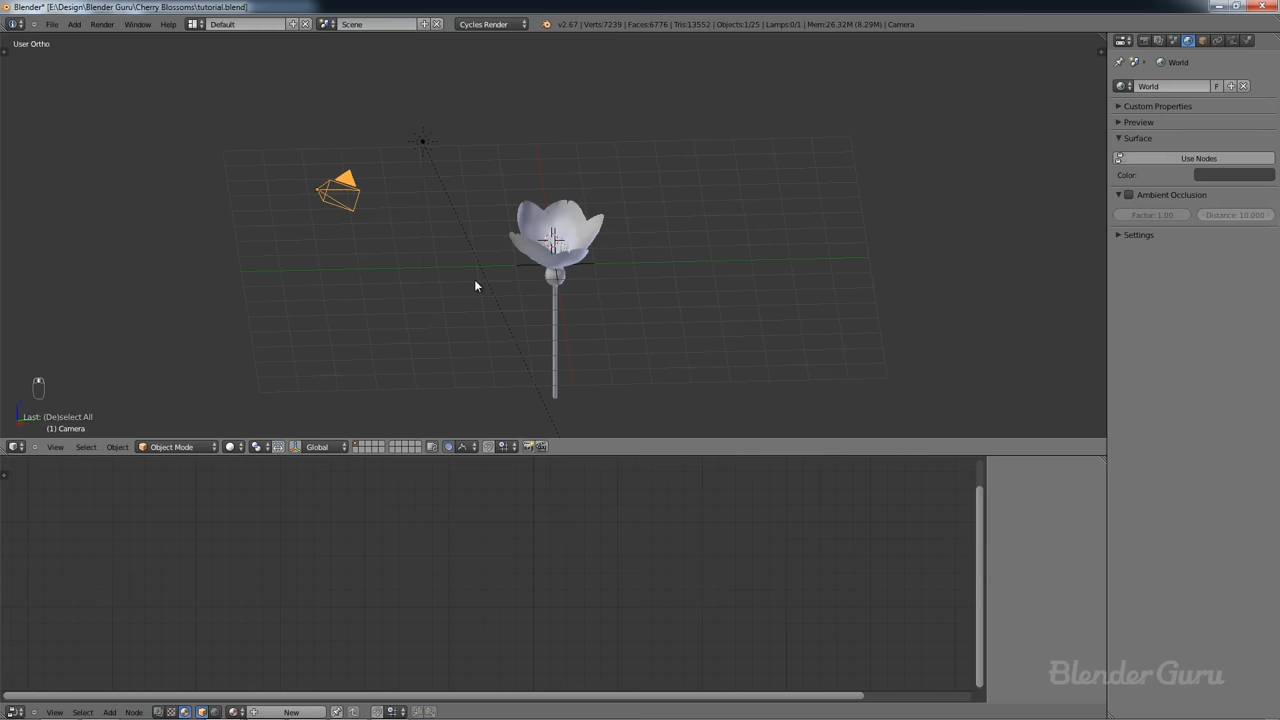 Blender* [E:\Design\Blender Guru\Cherry Blossoms\tutorial.blend]
File Add Render Window Help Default Scene Cycles Render v2.67 | Verts:7239 | Faces:6776 | Tris:13552 | Objects:1/25 | Lamps:0/1 | Mem:26.32M (8.29M) | Camera
User Ortho
World
World F
Custom Properties
Preview
Surface
Use Nodes
Color:
Ambient Occlusion
Factor: 1.00 Distance: 10.000
Settings
Last: (De)select All
(1) Camera
View Select Object Object Mode Global
BlenderGuru
View Select Add Node New